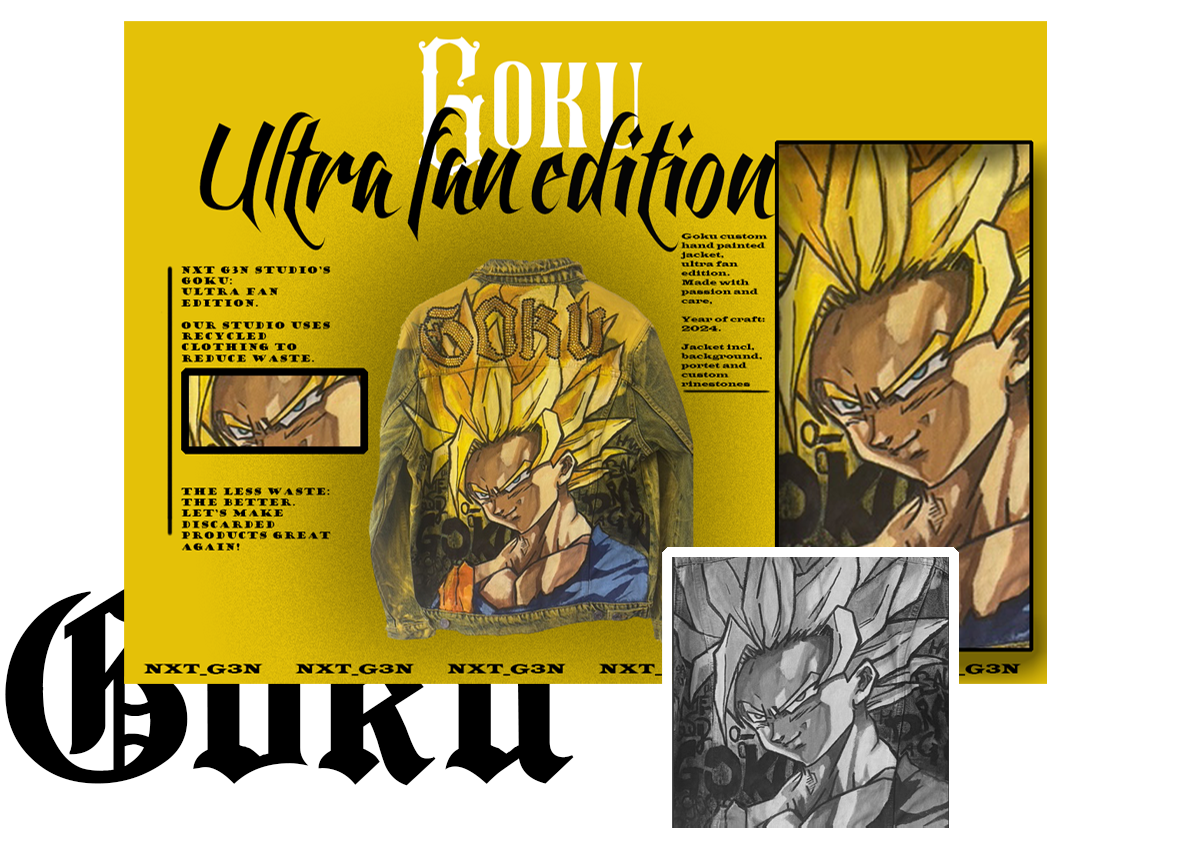 Goku
Ultra fan edition
NXT G3N STUDIO'S
GOKU:
ULTRA FAN
EDITION.
OUR STUDIO USES
RECYCLED
CLOTHING TO
REDUCE WASTE.
THE LESS WASTE:
THE BETTER.
LET'S MAKE
DISCARDED
PRODUCTS GREAT
AGAIN!
GOKU
GOKU
Goku custom
hand painted
jacket,
ultra fan
edition.
Made with
passion and
care,
Year of craft:
2024.
Jacket incl,
background,
portet and
custom
rinestones
GOKU
NXT_G3N NXT_G3N NXT_G3N NXT_ G3N
Goku
GOKU